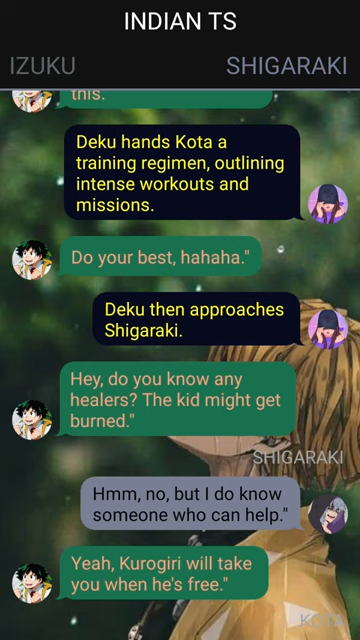 INDIAN TS
IZUKU
SHIGARAKI
this.
Deku hands Kota a
training regimen, outlining
intense workouts and
missions.
Do your best, hahaha."
Deku then approaches
Shigaraki.
Hey, do you know any
healers? The kid might get
burned."
SHIGARAKI
Hmm, no, but I do know
someone who can help."
Yeah, Kurogiri will take
you when he's free."
KOTA